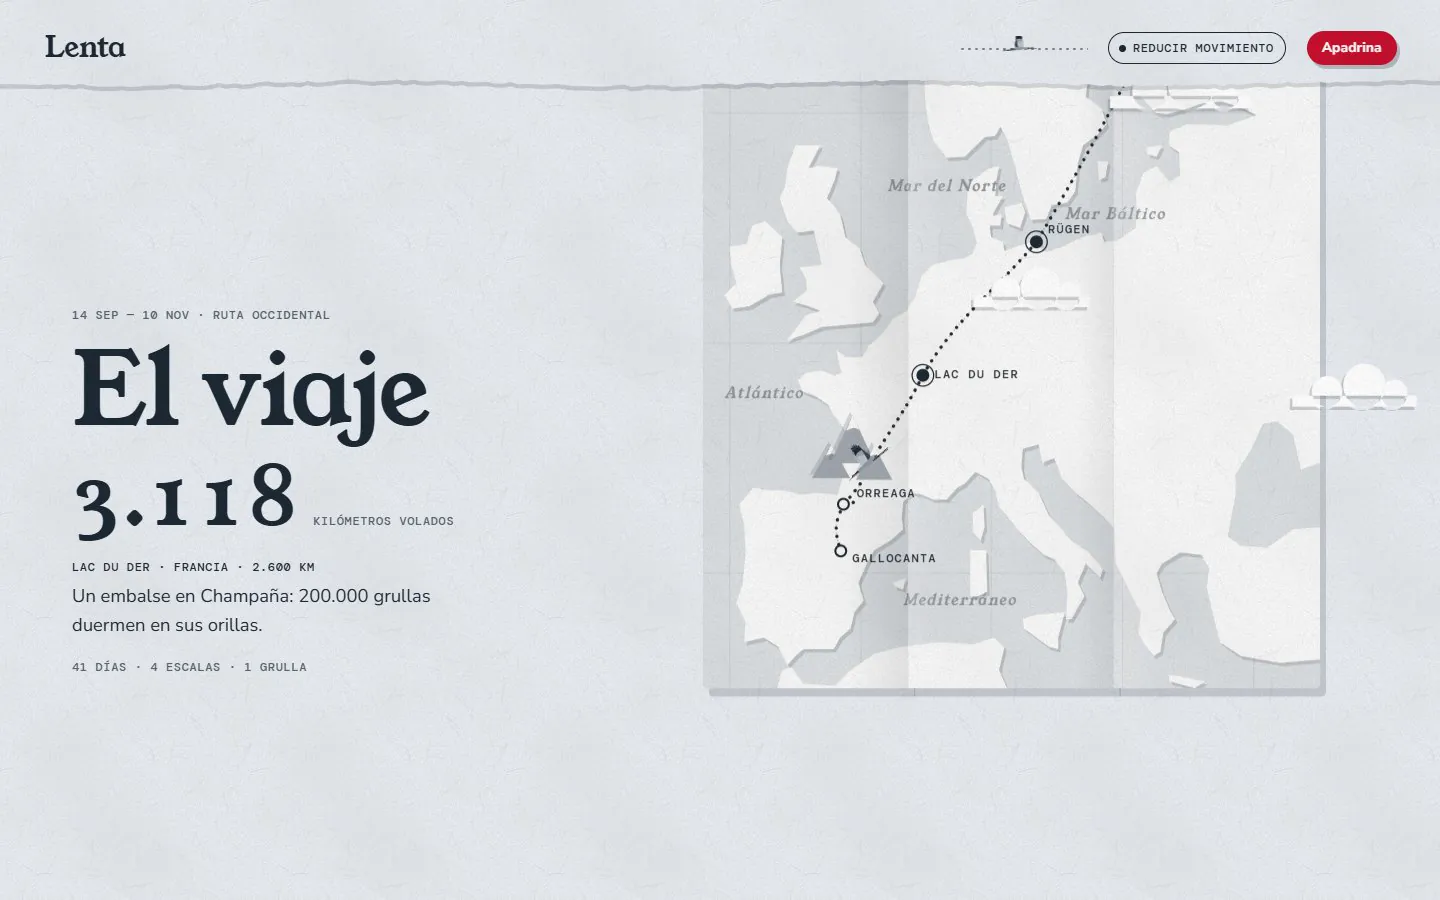 Lenta
REDUCIR MOVIMIENTO
Apadrina
14 SEP — 10 NOV · RUTA OCCIDENTAL
El viaje
3.118 KILÓMETROS VOLADOS
LAC DU DER · FRANCIA · 2.600 KM
Un embalse en Champaña: 200.000 grullas
duermen en sus orillas.
41 DÍAS · 4 ESCALAS · 1 GRULLA
Mar del Norte
Mar Báltico
RÜGEN
LAC DU DER
Atlántico
ORREAGA
GALLOCANTA
Mediterráneo